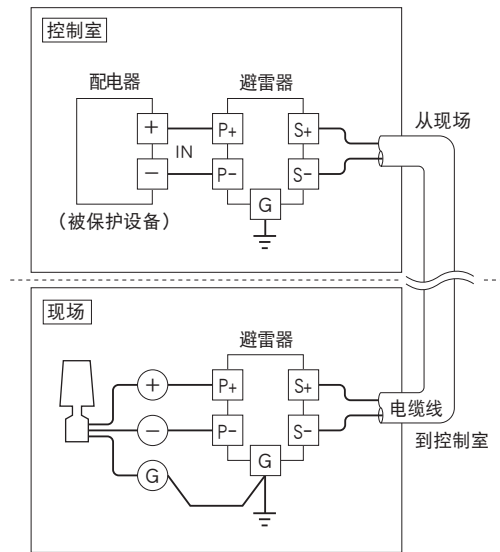 控制室
配电器
避雷器
+
P+
S+
IN
−
P−
S−
G
(被保护设备)
从现场
现场
避雷器
+
P+
S+
−
P−
S−
G
G
电缆线
到控制室